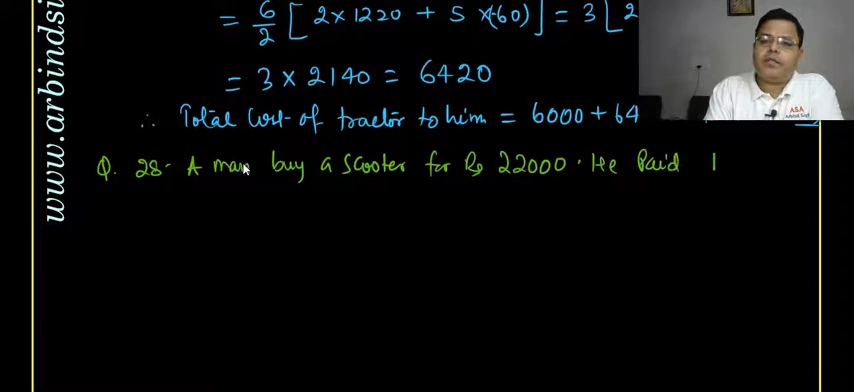 = 6/2 [ 2 × 1220 + 5 × (-60) ] = 3 [ 2
= 3 × 2140 = 6420
∴ Total cost of tractor to him = 6000 + 64
Q. 28- A man buy a Scooter for Rs 22000 . He Paid 1
www.arbindsi
A.S.A